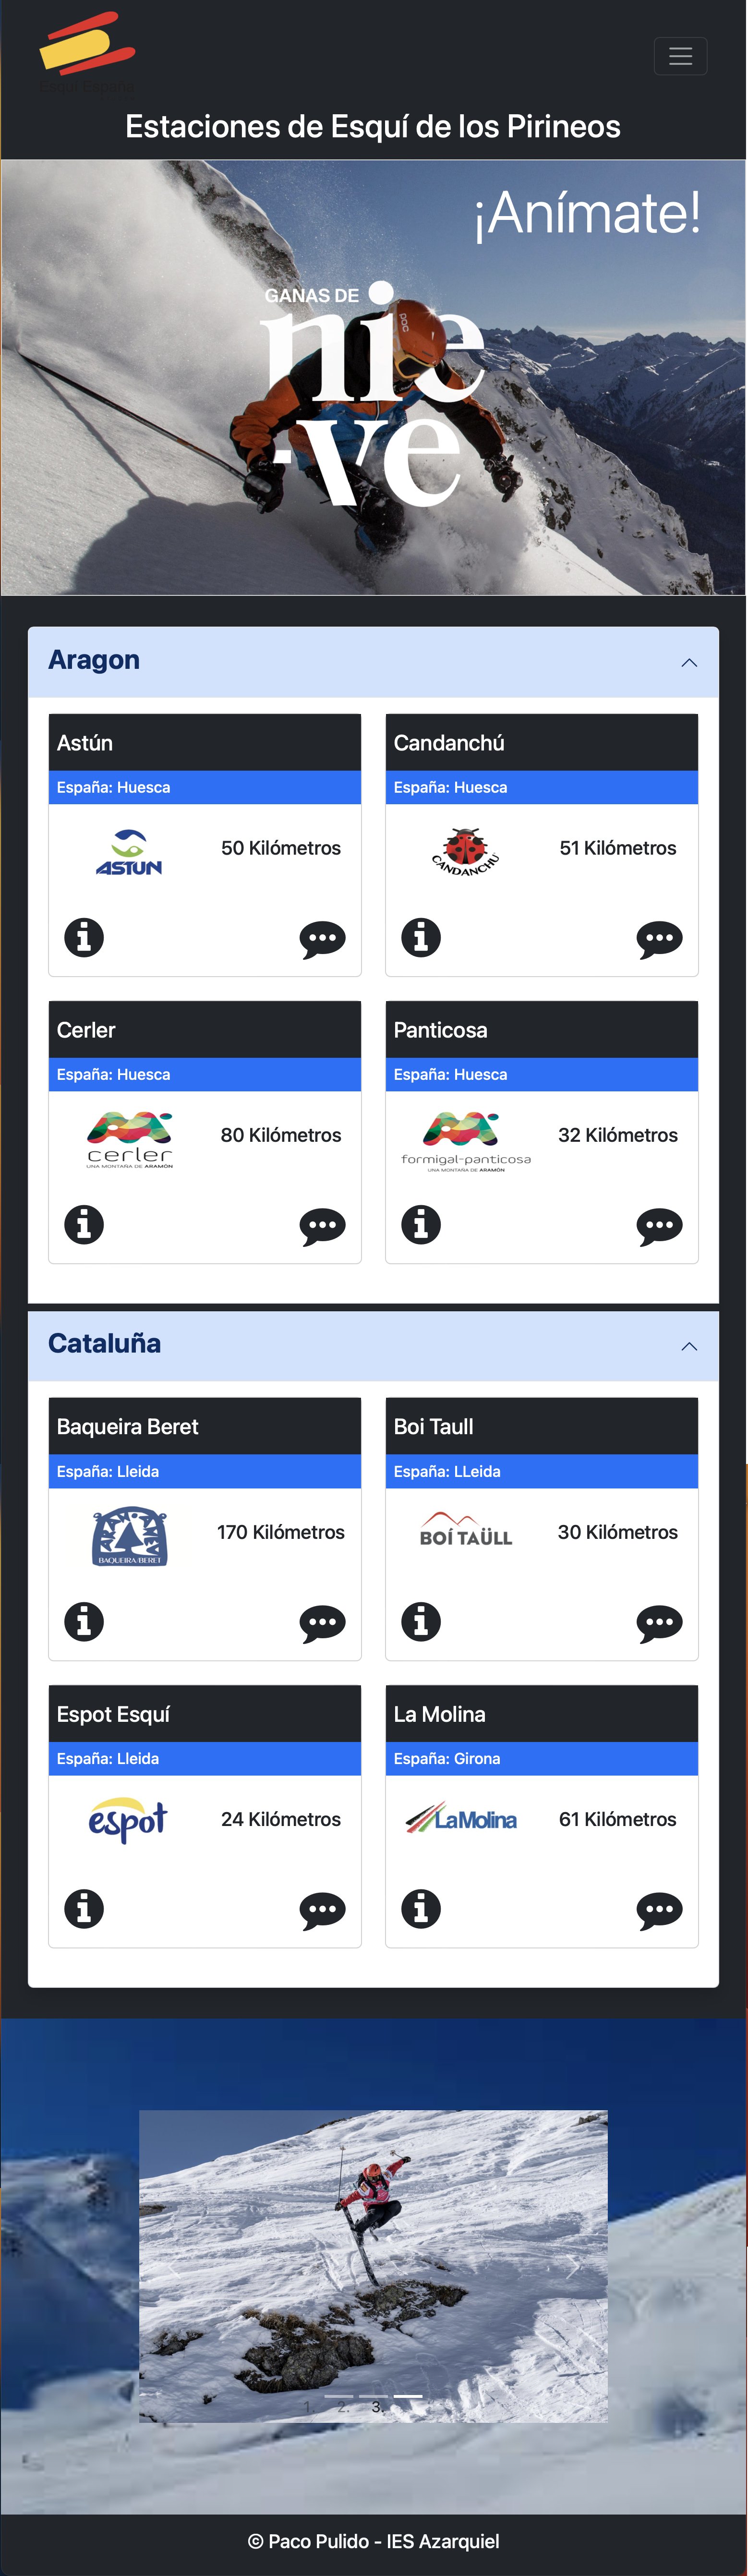 Esquí España
Estaciones de Esquí de los Pirineos
¡Anímate!
GANAS DE
nie
-ve
POC
Aragon
Astún
Candanchú
España: Huesca
España: Huesca
ASTUN
50 Kilómetros
CANDANCHU
51 Kilómetros
Cerler
Panticosa
España: Huesca
España: Huesca
cerler
UNA MONTAÑA DE ARAMÓN
80 Kilómetros
formigal-panticosa
UNA MONTAÑA DE ARAMÓN
32 Kilómetros
Cataluña
Baqueira Beret
Boi Taull
España: Lleida
España: LLeida
BAQUEIRA/BERET
170 Kilómetros
BOÍ TAÜLL
30 Kilómetros
Espot Esquí
La Molina
España: Lleida
España: Girona
espot
24 Kilómetros
LaMolina
61 Kilómetros
1. 2. 3.
© Paco Pulido - IES Azarquiel